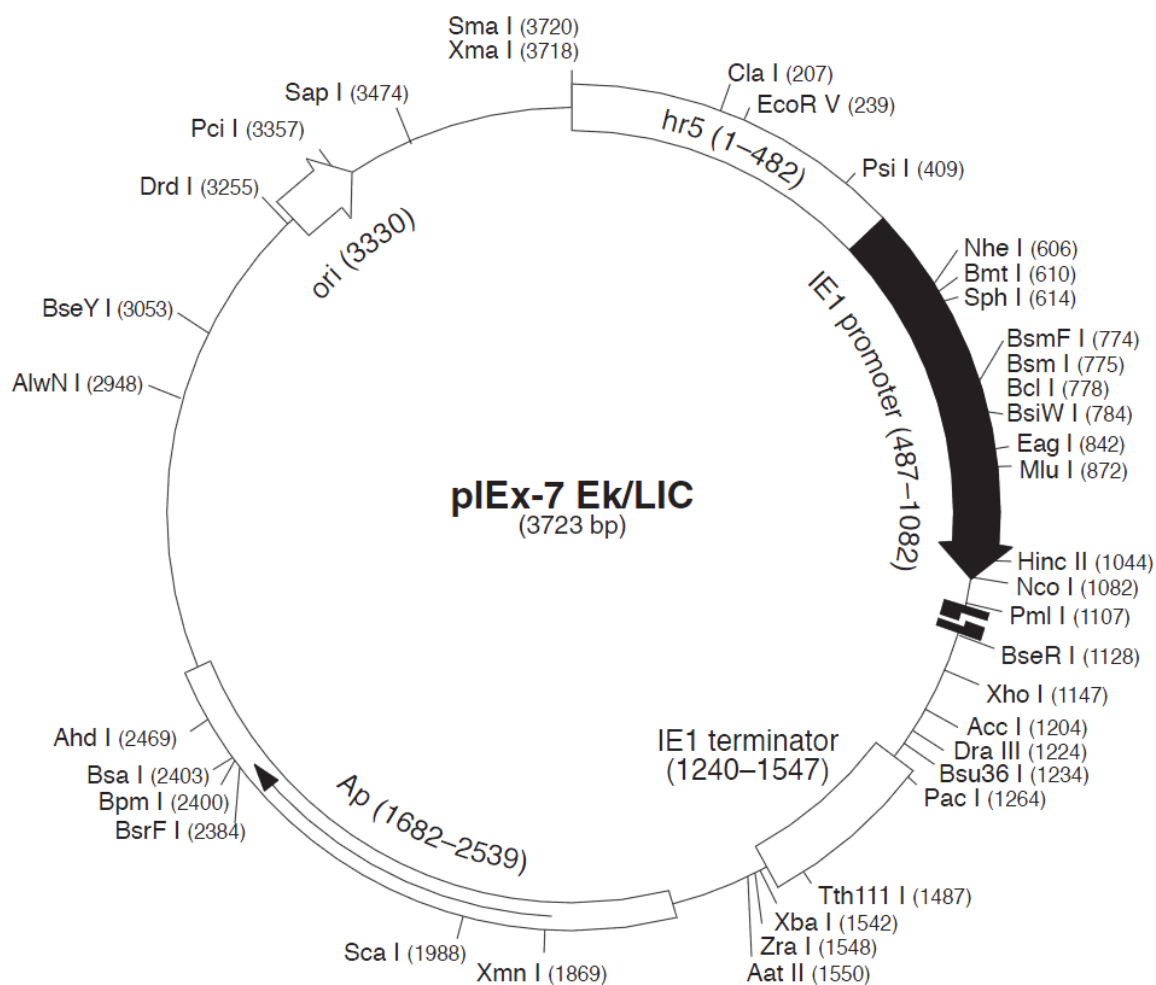 Sma I (3720)
Xma I (3718)
Cla I (207)
EcoR V (239)
hr5 (1–482)
Psi I (409)
Nhe I (606)
Bmt I (610)
Sph I (614)
IE1 promoter (487–1082)
BsmF I (774)
Bsm I (775)
Bcl I (778)
BsiW I (784)
Eag I (842)
Mlu I (872)
Hinc II (1044)
Nco I (1082)
Pml I (1107)
BseR I (1128)
Xho I (1147)
Acc I (1204)
Dra III (1224)
Bsu36 I (1234)
Pac I (1264)
IE1 terminator
(1240–1547)
Tth111 I (1487)
Xba I (1542)
Zra I (1548)
Aat II (1550)
Xmn I (1869)
Sca I (1988)
Ap (1682–2539)
BsrF I (2384)
Bpm I (2400)
Bsa I (2403)
Ahd I (2469)
AlwN I (2948)
BseY I (3053)
Drd I (3255)
ori (3330)
Pci I (3357)
Sap I (3474)
pIEx-7 Ek/LIC
(3723 bp)